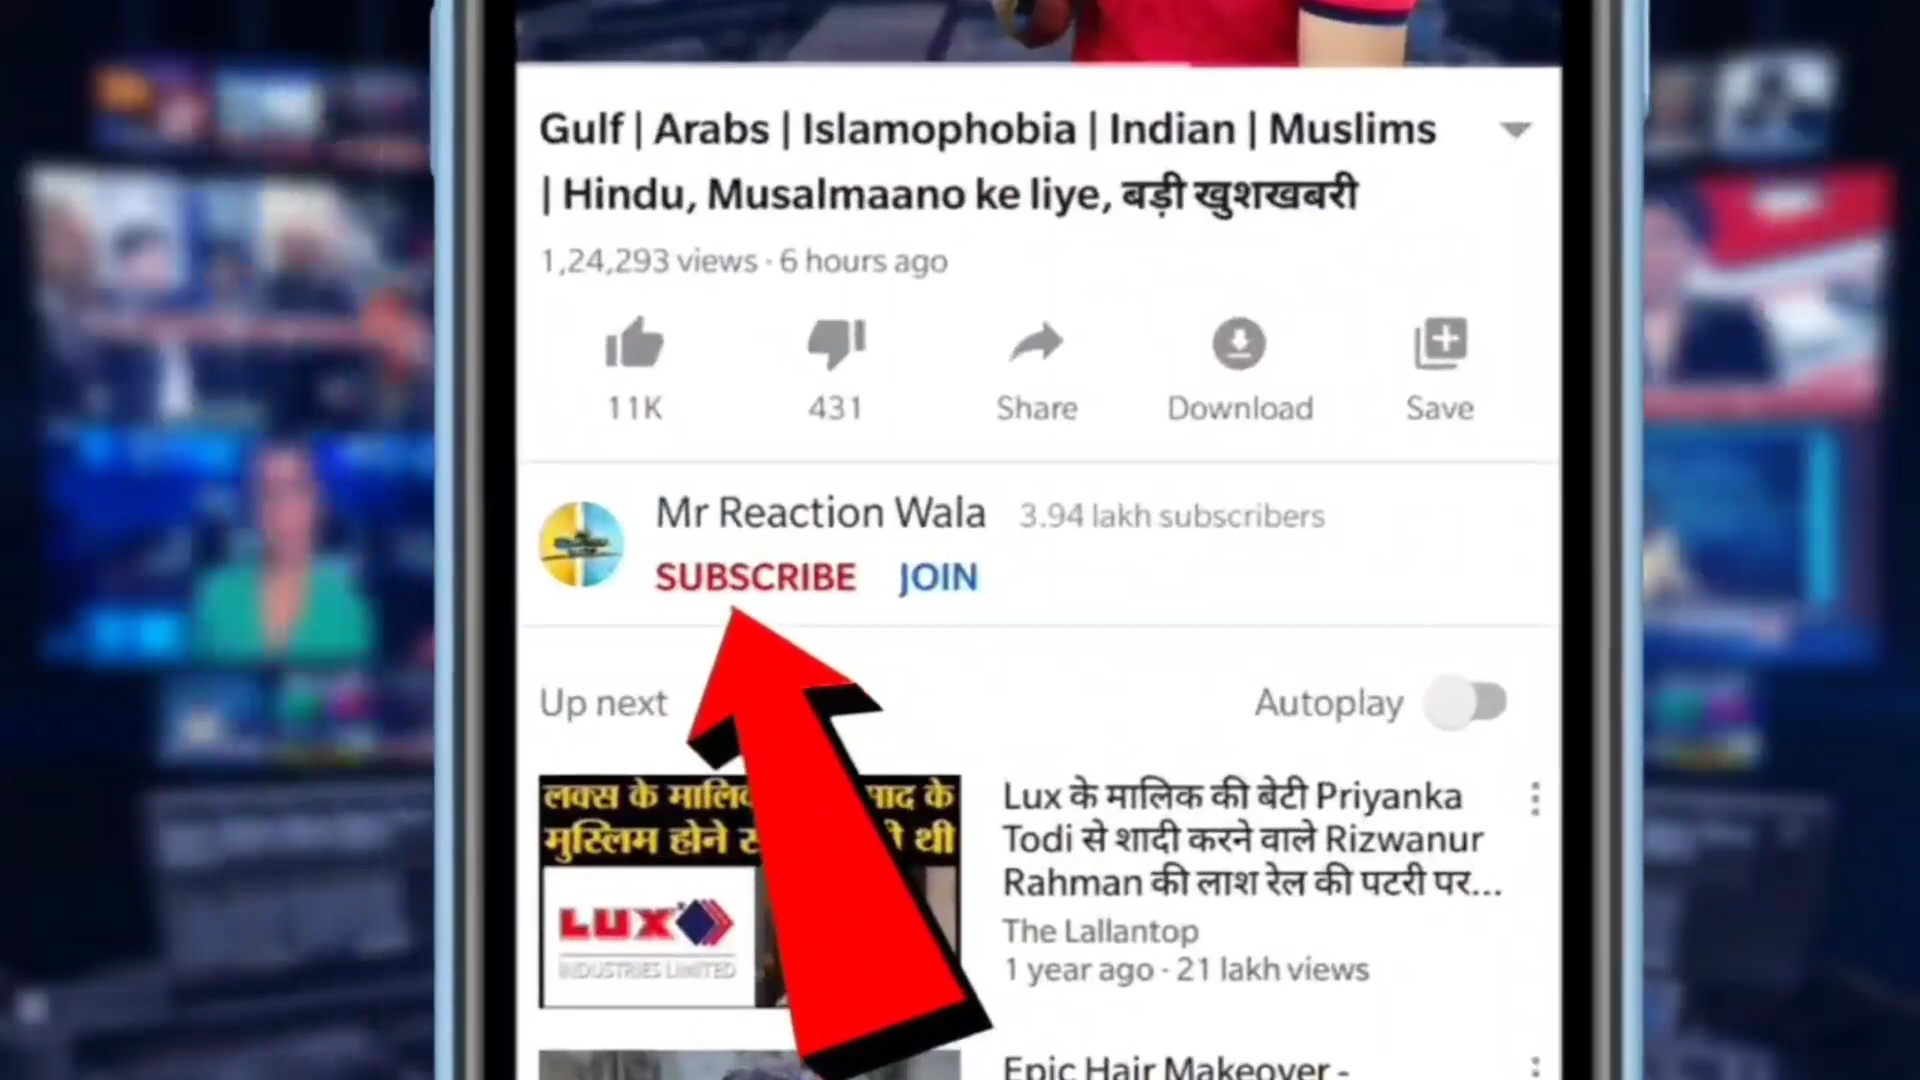 Gulf | Arabs | Islamophobia | Indian | Muslims
| Hindu, Musalmaano ke liye, बड़ी खुशखबरी
1,24,293 views · 6 hours ago
11K
431
Share
Download
Save
Mr Reaction Wala
3.94 lakh subscribers
SUBSCRIBE
JOIN
Up next
Autoplay
लक्स के
के
मुस्लिम होने
थी
LUX
INDUSTRIES LIMITED
Lux के मालिक की बेटी Priyanka
Todi से शादी करने वाले Rizwanur
Rahman की लाश रेल की पटरी पर...
The Lallantop
1 year ago · 21 lakh views
Epic Hair Makeover -